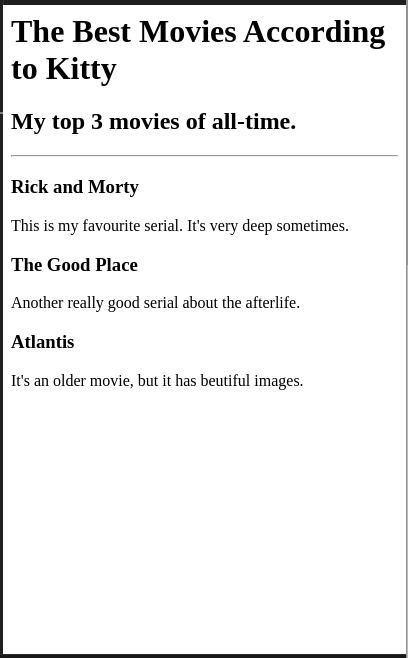 The Best Movies According
to Kitty
My top 3 movies of all-time.
Rick and Morty
This is my favourite serial. It's very deep sometimes.
The Good Place
Another really good serial about the afterlife.
Atlantis
It's an older movie, but it has beutiful images.